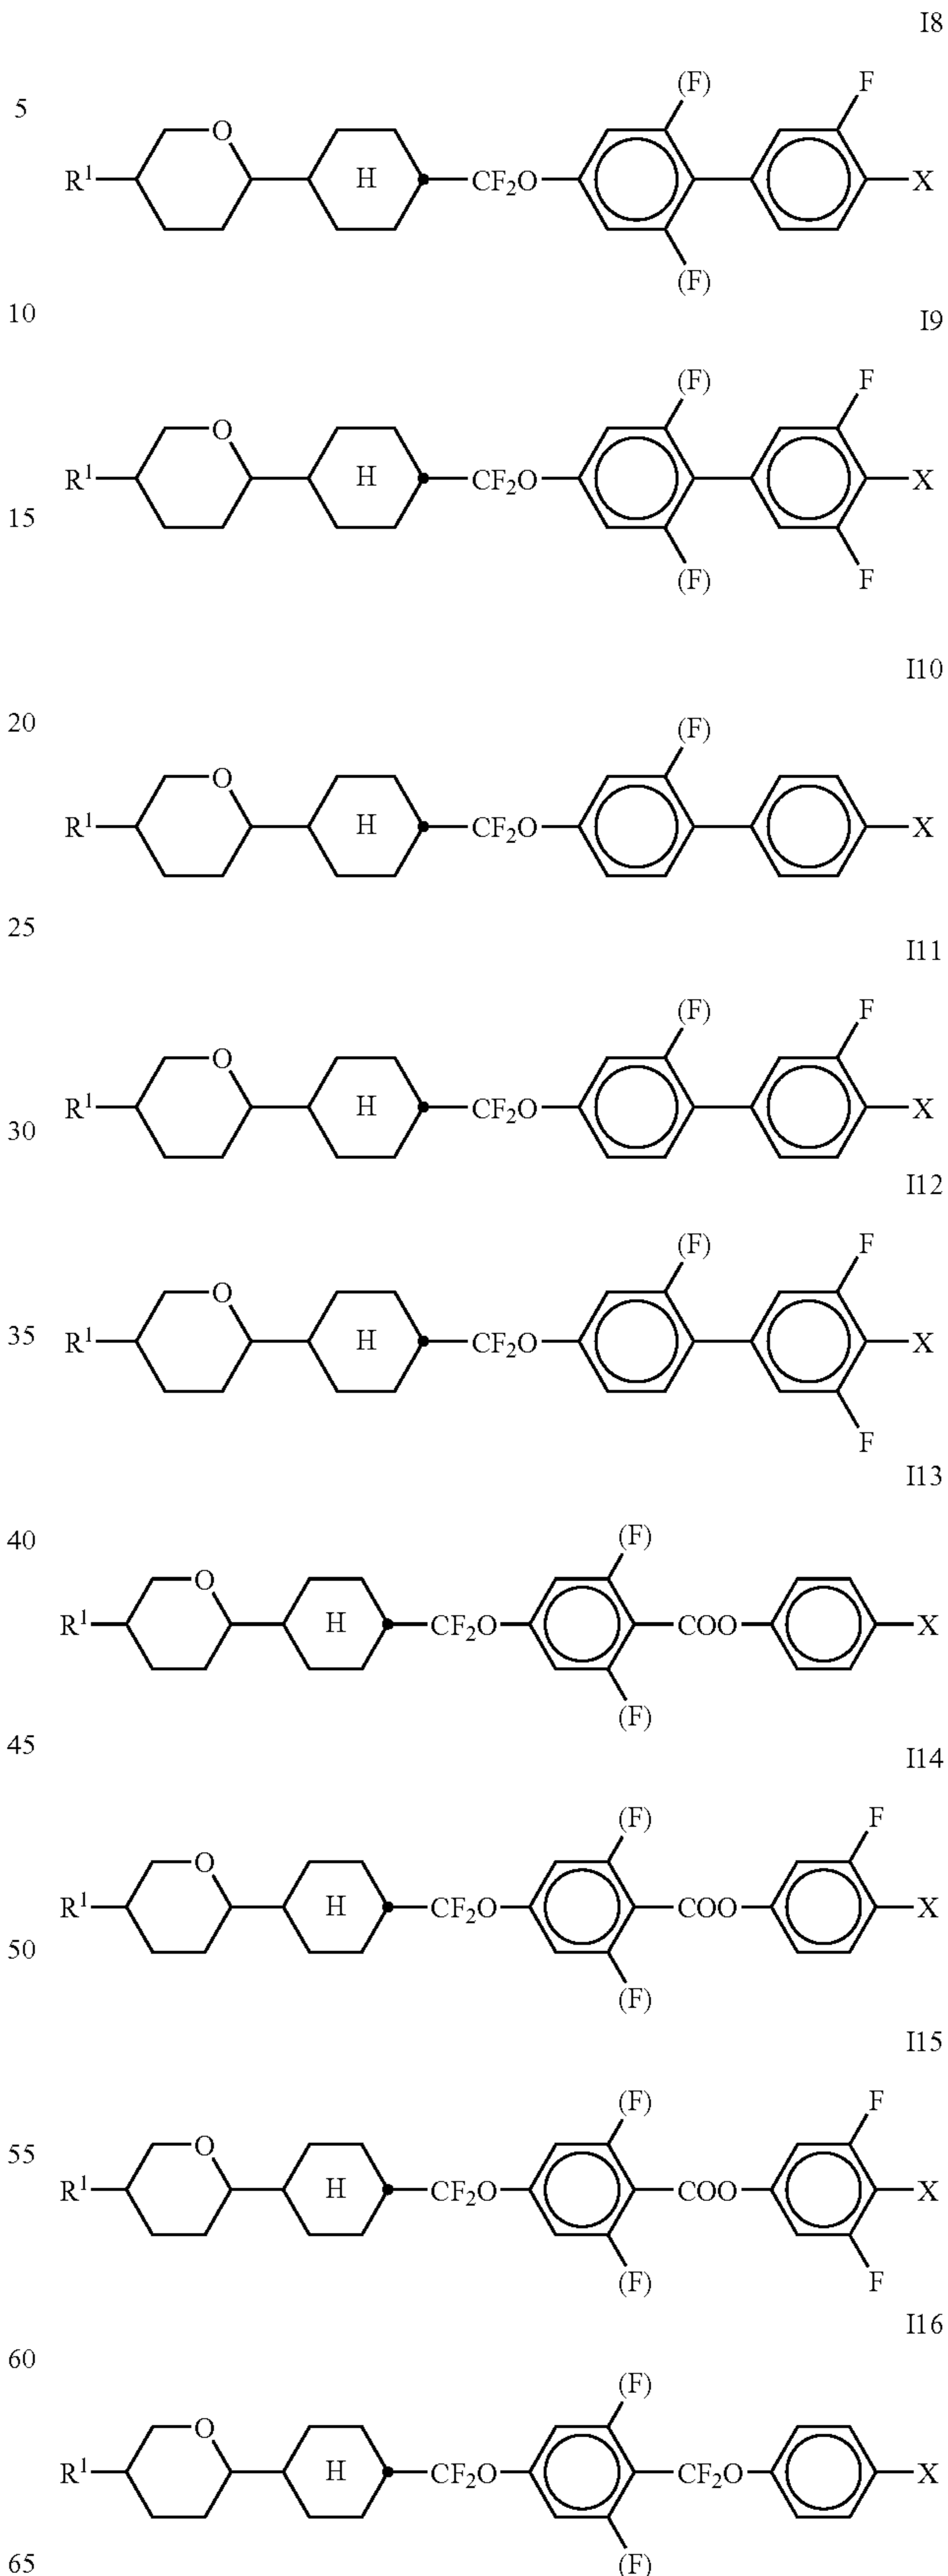 I8
(F) F
5
O
R¹ H CF₂O X
(F)
10
I9
(F) F
O
R¹ H CF₂O X
15
(F) F
I10
20
(F)
O
R¹ H CF₂O X
25
I11
(F) F
O
R¹ H CF₂O X
30
I12
(F) F
O
35
R¹ H CF₂O X
F
I13
40
(F)
O
R¹ H CF₂O COO X
(F)
45
I14
(F) F
O
R¹ H CF₂O COO X
50
(F)
I15
(F) F
55
O
R¹ H CF₂O COO X
(F) F
I16
60
(F)
O
R¹ H CF₂O CF₂O X
(F)
65